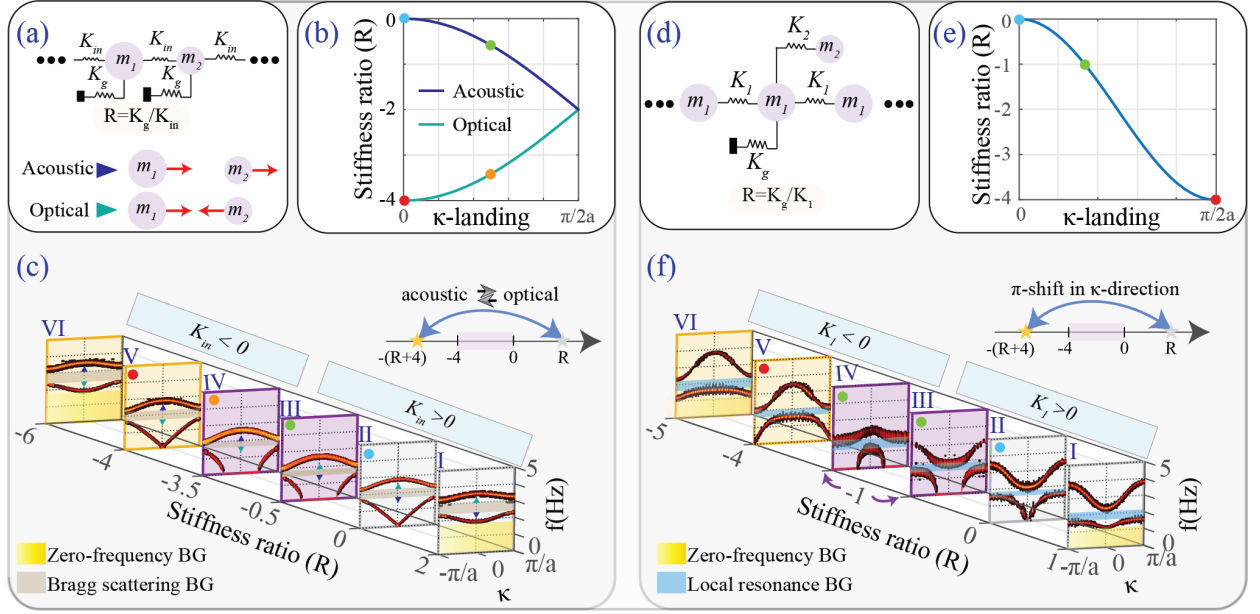 (a)
K_in
K_in
K_in
m_1
m_2
K_g
K_g
R=K_g/K_in
Acoustic
m_1
m_2
Optical
m_1
m_2
(b)
Stiffness ratio (R)
0
-2
-4
Acoustic
Optical
0
κ-landing
π/2a
(c)
acoustic
optical
-(R+4)
-4
0
R
K_in < 0
K_in >0
VI
V
IV
III
II
I
-6
-4
-3.5
-0.5
0
2
Stiffness ratio (R)
5
0
f(Hz)
-π/a
0
π/a
κ
Zero-frequency BG
Bragg scattering BG
(d)
K_2
m_2
K_1
K_1
m_1
m_1
m_1
K_g
R=K_g/K_1
(e)
Stiffness ratio (R)
0
-1
-2
-3
-4
0
κ-landing
π/2a
(f)
π-shift in κ-direction
-(R+4)
-4
0
R
K_1 < 0
K_1 >0
VI
V
IV
III
II
I
-5
-4
-1
0
1
Stiffness ratio (R)
5
0
f(Hz)
-π/a
0
π/a
κ
Zero-frequency BG
Local resonance BG